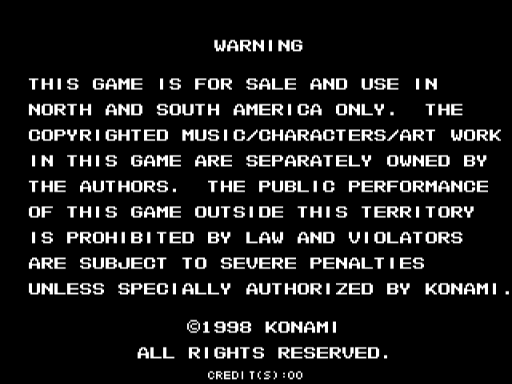 WARNING
THIS GAME IS FOR SALE AND USE IN
NORTH AND SOUTH AMERICA ONLY.  THE
COPYRIGHTED MUSIC/CHARACTERS/ART WORK
IN THIS GAME ARE SEPARATELY OWNED BY
THE AUTHORS.  THE PUBLIC PERFORMANCE
OF THIS GAME OUTSIDE THIS TERRITORY
IS PROHIBITED BY LAW AND VIOLATORS
ARE SUBJECT TO SEVERE PENALTIES
UNLESS SPECIALLY AUTHORIZED BY KONAMI.
©1998 KONAMI
ALL RIGHTS RESERVED.
CREDIT(S):00